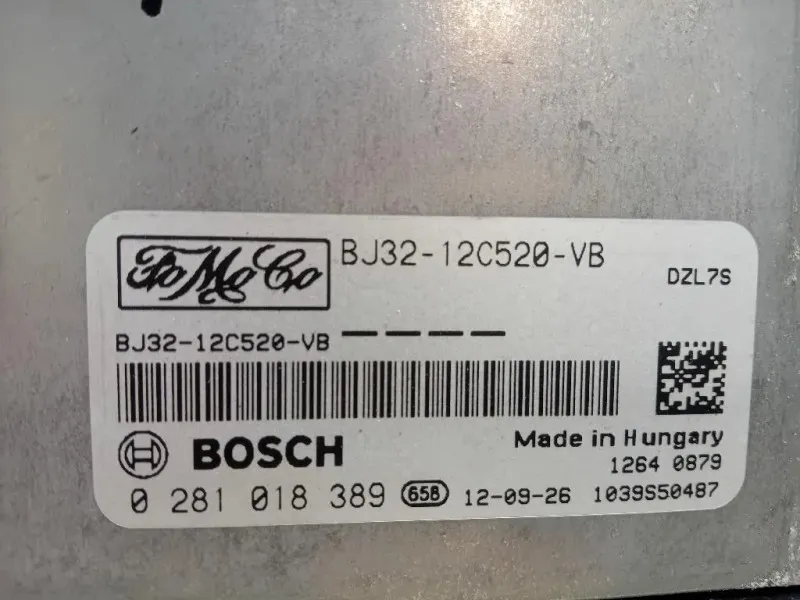 FoMoCo
BJ32-12C520-VB
DZL7S
BJ32-12C520-VB
BOSCH
Made in Hungary
1264 0879
0 281 018 389 65B 12-09-26 1039S50487